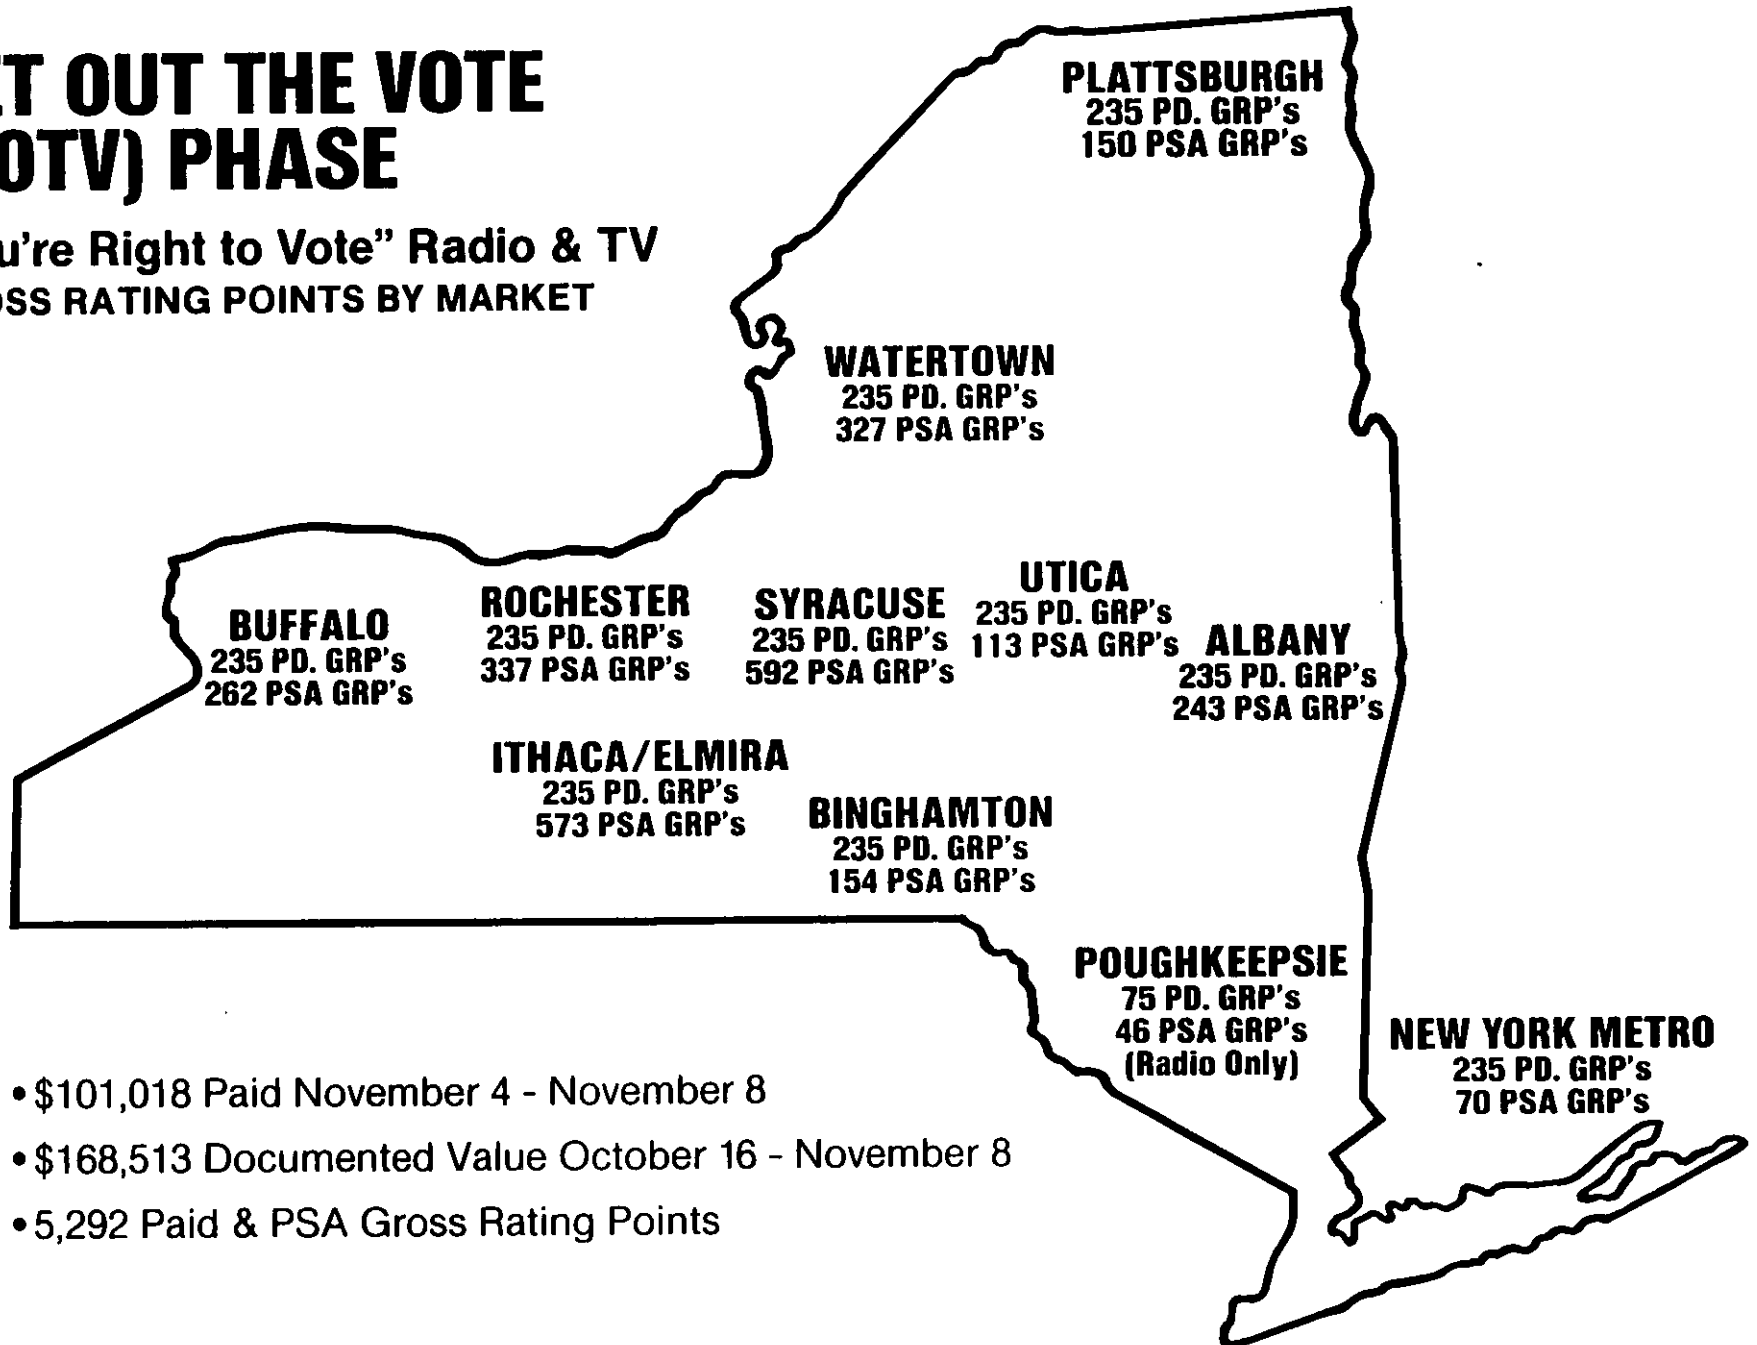 ET OUT THE VOTE
OTV) PHASE
u're Right to Vote” Radio & TV
OSS RATING POINTS BY MARKET
PLATTSBURGH
235 PD. GRP's
150 PSA GRP's
WATERTOWN
235 PD. GRP's
327 PSA GRP's
BUFFALO
235 PD. GRP's
262 PSA GRP's
ROCHESTER
235 PD. GRP's
337 PSA GRP's
SYRACUSE
235 PD. GRP's
592 PSA GRP's
UTICA
235 PD. GRP's
113 PSA GRP's
ALBANY
235 PD. GRP's
243 PSA GRP's
ITHACA/ELMIRA
235 PD. GRP's
573 PSA GRP's
BINGHAMTON
235 PD. GRP's
154 PSA GRP's
POUGHKEEPSIE
75 PD. GRP's
46 PSA GRP's
(Radio Only)
NEW YORK METRO
235 PD. GRP's
70 PSA GRP's
• $101,018 Paid November 4 - November 8
• $168,513 Documented Value October 16 - November 8
• 5,292 Paid & PSA Gross Rating Points